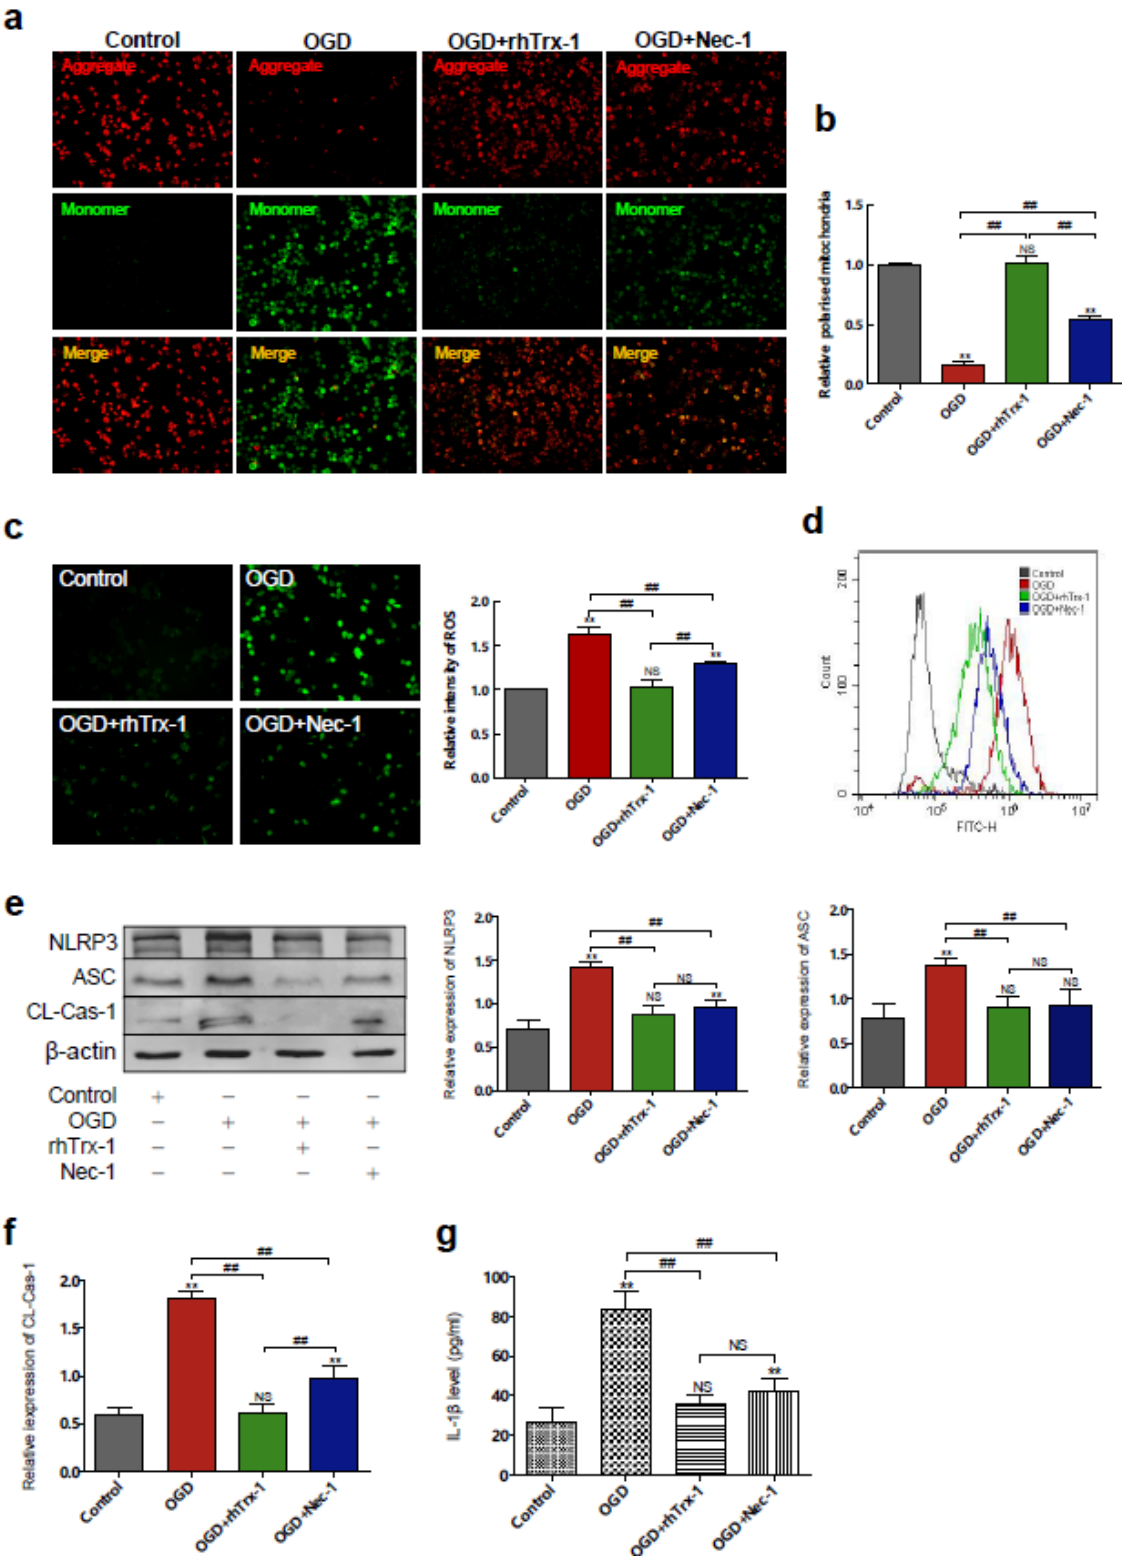 a
Control OGD OGD+rhTrx-1 OGD+Nec-1
Aggregate Aggregate Aggregate Aggregate
Monomer Monomer Monomer Monomer
Merge Merge Merge Merge
b
Relative polarised mitochondria
1.5
1.0
0.5
0.0
##
## ##
NS
**
**
Control OGD OGD+rhTrx-1 OGD+Nec-1
c
Control OGD
OGD+rhTrx-1 OGD+Nec-1
Relative intensity of ROS
2.0
1.5
1.0
0.5
0.0
##
##
##
** NS **
Control OGD OGD+rhTrx-1 OGD+Nec-1
d
Count
200
100
0
Control
OGD
OGD+rhTrx-1
OGD+Nec-1
10⁴ 10⁵ 10⁶ 10⁷
FITC-H
e
NLRP3
ASC
CL-Cas-1
β-actin
Control + − − −
OGD − + + +
rhTrx-1 − − + −
Nec-1 − − − +
Relative expression of NLRP3
2.0
1.5
1.0
0.5
0.0
##
##
NS
** NS **
Control OGD OGD+rhTrx-1 OGD+Nec-1
Relative expression of ASC
2.0
1.5
1.0
0.5
0.0
##
##
NS
** NS NS
Control OGD OGD+rhTrx-1 OGD+Nec-1
f
Relative iexpression of CL-Cas-1
2.0
1.5
1.0
0.5
0.0
##
##
##
** NS **
Control OGD OGD+rhTrx-1 OGD+Nec-1
g
IL-1β level (pg/ml)
100
80
60
40
20
0
##
##
NS
** NS **
Control OGD OGD+rhTrx-1 OGD+Nec-1